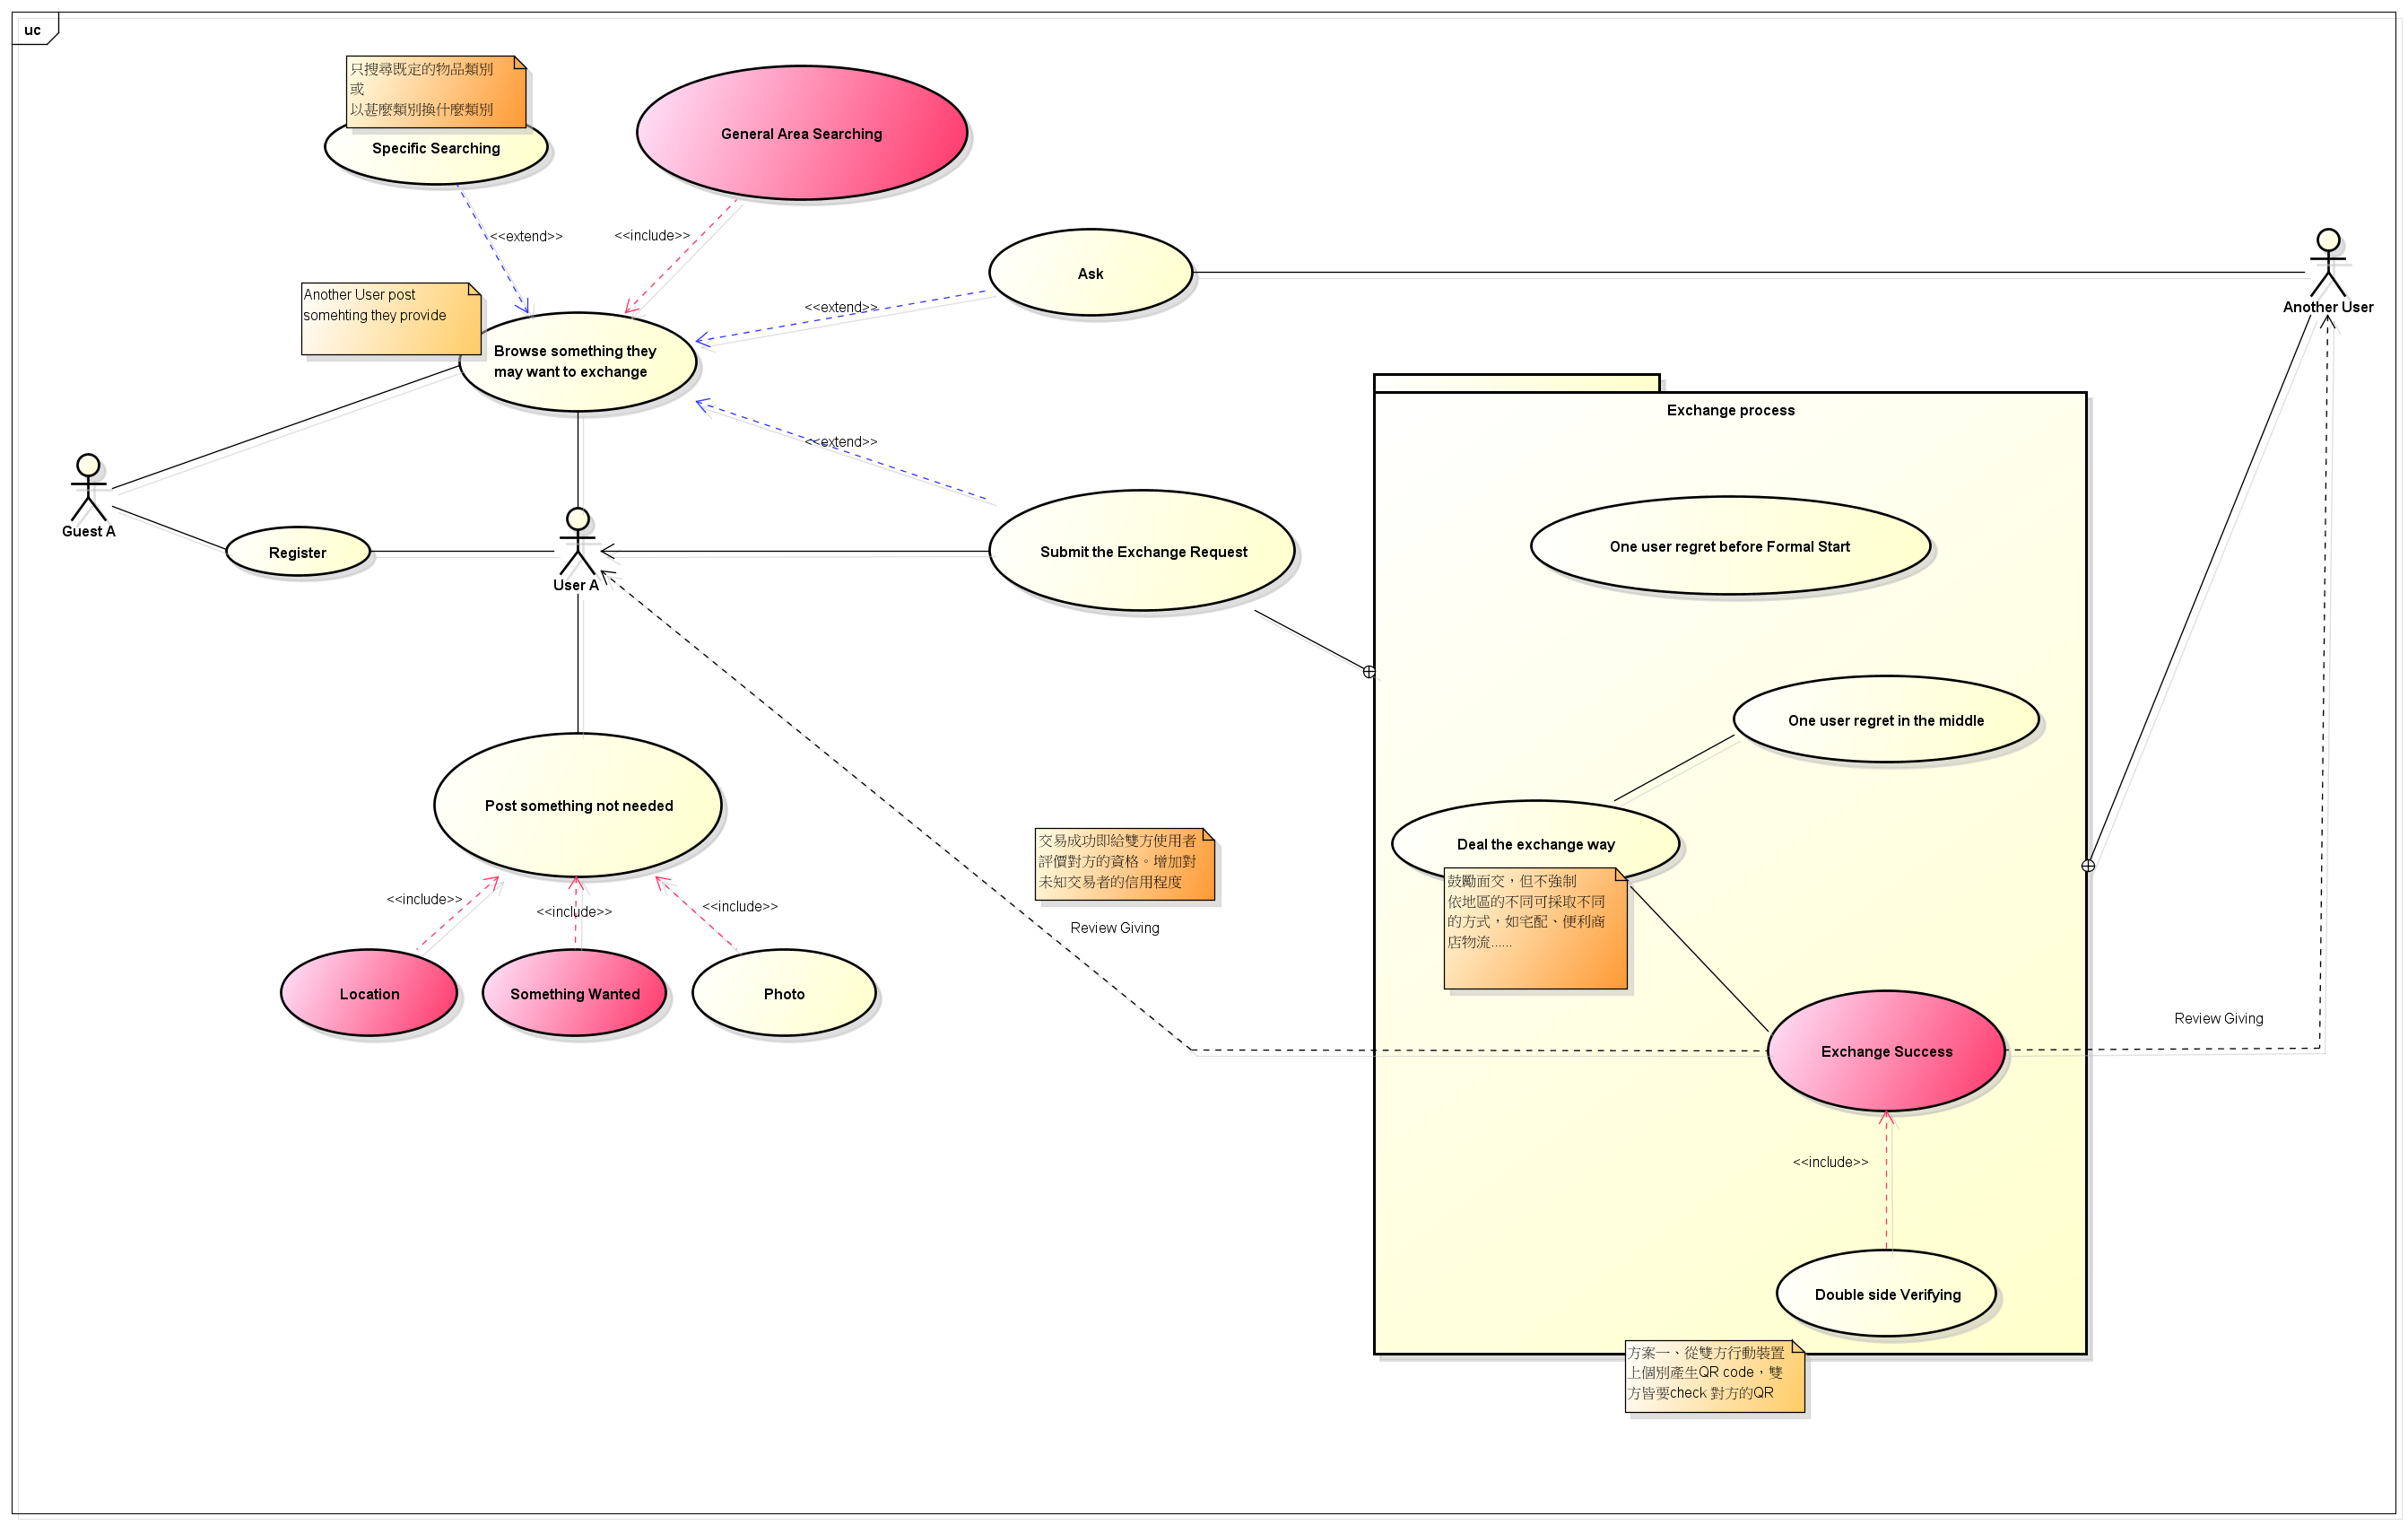 uc
只搜尋既定的物品類別
或
以甚麼類別換什麼類別
Specific Searching
General Area Searching
<<extend>>
<<include>>
Ask
Another User post
somehting they provide
<<extend>>
Another User
Browse something they
may want to exchange
Exchange process
<<extend>>
Guest A
Register
User A
Submit the Exchange Request
One user regret before Formal Start
One user regret in the middle
Post something not needed
Deal the exchange way
交易成功即給雙方使用者
評價對方的資格。增加對
未知交易者的信用程度
鼓勵面交，但不強制
依地區的不同可採取不同
的方式，如宅配、便利商
店物流......
<<include>>
<<include>>
<<include>>
Review Giving
Location
Something Wanted
Photo
Review Giving
Exchange Success
<<include>>
Double side Verifying
方案一、從雙方行動裝置
上個別產生QR code，雙
方皆要check 對方的QR